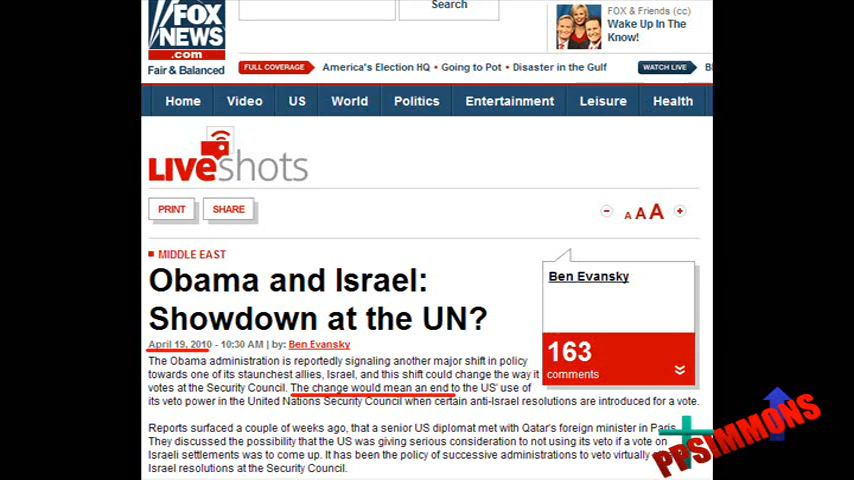 FOX
NEWS
.com
Fair & Balanced
Search
FOX & Friends (cc)
Wake Up In The
Know!
FULL COVERAGE America's Election HQ • Going to Pot • Disaster in the Gulf WATCH LIVE
Home Video US World Politics Entertainment Leisure Health
LIVEshots
PRINT SHARE
- A A A +
MIDDLE EAST
Obama and Israel:
Showdown at the UN?
April 19, 2010 - 10:30 AM | by: Ben Evansky
Ben Evansky
163
comments
The Obama administration is reportedly signaling another major shift in policy
towards one of its staunchest allies, Israel, and this shift could change the way it
votes at the Security Council. The change would mean an end to the US' use of
its veto power in the United Nations Security Council when certain anti-Israel resolutions are introduced for a vote.
Reports surfaced a couple of weeks ago, that a senior US diplomat met with Qatar's foreign minister in Paris.
They discussed the possibility that the US was giving serious consideration to not using its veto if a vote on
Israeli settlements was to come up. It has been the policy of successive administrations to veto virtually
Israel resolutions at the Security Council.
PPSIMMONS